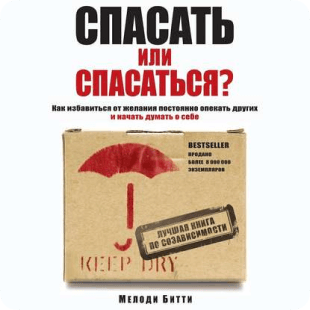 СПАСАТЬ
ИЛИ
СПАСАТЬСЯ?
Как избавиться от желания постоянно опекать других
и начать думать о себе
BESTSELLER
ПРОДАНО
БОЛЕЕ 8 000 000
ЭКЗЕМПЛЯРОВ
ЛУЧШАЯ КНИГА
ПО СОЗАВИСИМОСТИ
KEEP DRY
Мелоди Битти